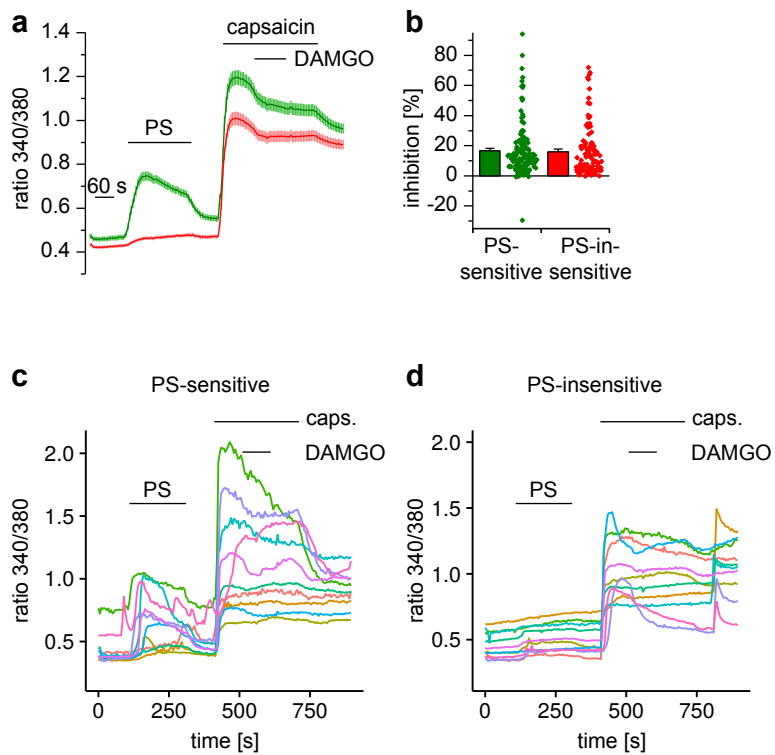 a
capsaicin
DAMGO
PS
60 s
ratio 340/380
1.4
1.2
1.0
0.8
0.6
0.4
b
inhibition [%]
80
60
40
20
0
-20
PS-
sensitive
PS-in-
sensitive
c
PS-sensitive
caps.
DAMGO
PS
ratio 340/380
2.0
1.5
1.0
0.5
0
250
500
750
time [s]
d
PS-insensitive
caps.
DAMGO
PS
ratio 340/380
2.0
1.5
1.0
0.5
0
250
500
750
time [s]